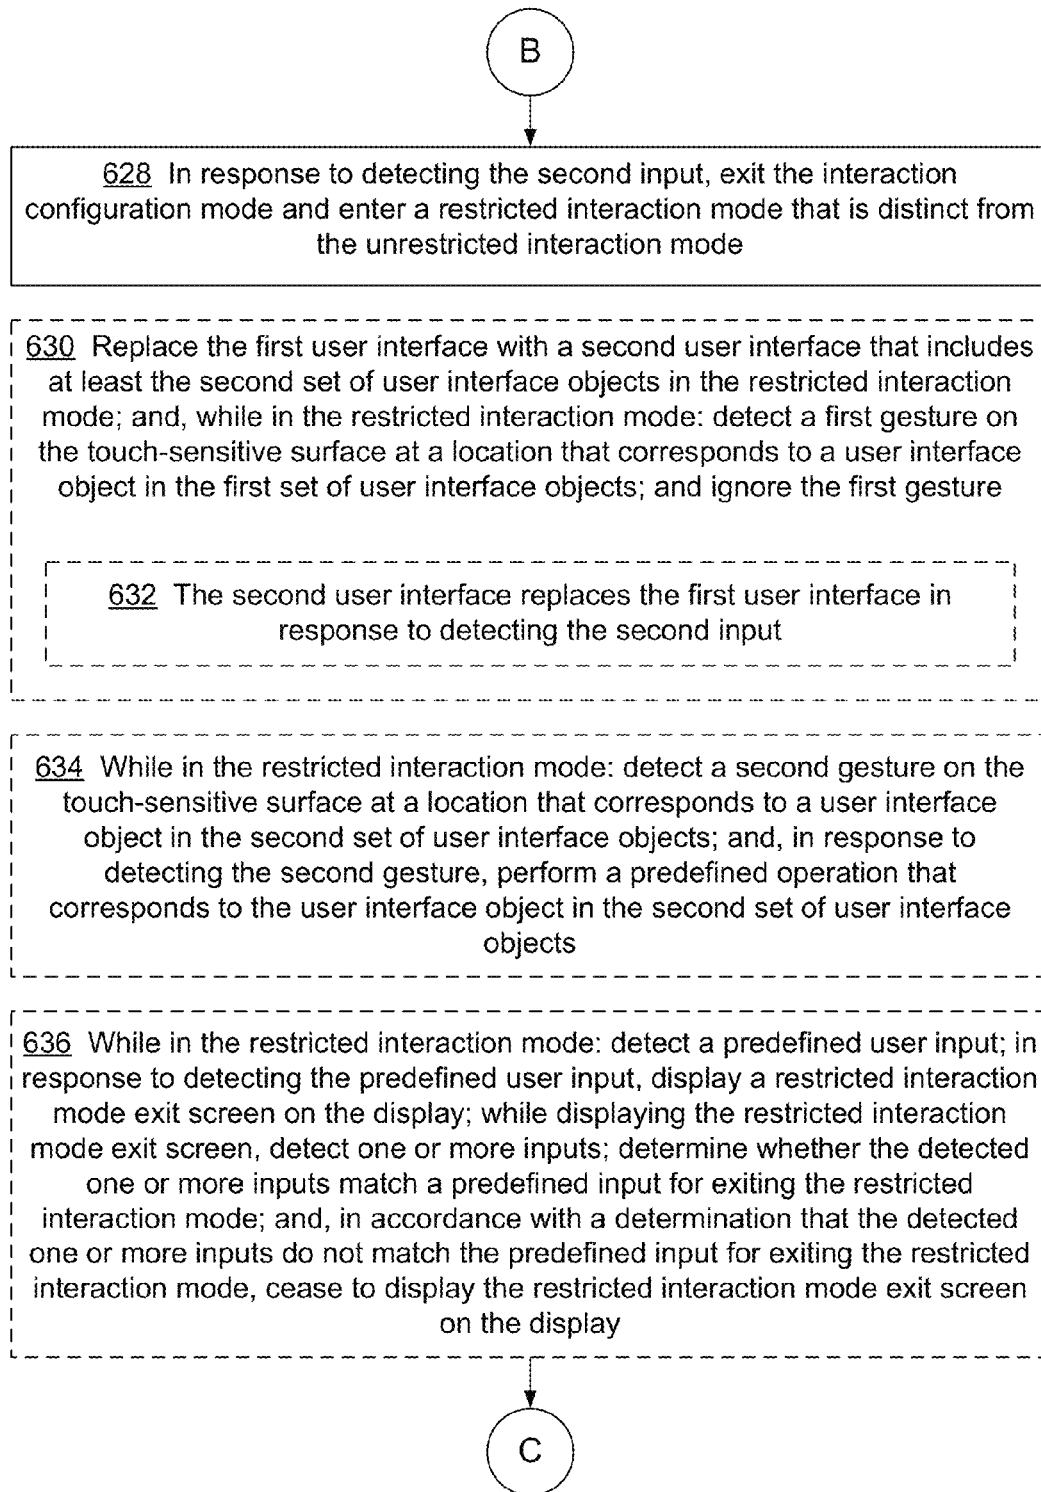 B
628 In response to detecting the second input, exit the interaction
configuration mode and enter a restricted interaction mode that is distinct from
the unrestricted interaction mode
630 Replace the first user interface with a second user interface that includes
at least the second set of user interface objects in the restricted interaction
mode; and, while in the restricted interaction mode: detect a first gesture on
the touch-sensitive surface at a location that corresponds to a user interface
object in the first set of user interface objects; and ignore the first gesture
632 The second user interface replaces the first user interface in
response to detecting the second input
634 While in the restricted interaction mode: detect a second gesture on the
touch-sensitive surface at a location that corresponds to a user interface
object in the second set of user interface objects; and, in response to
detecting the second gesture, perform a predefined operation that
corresponds to the user interface object in the second set of user interface
objects
636 While in the restricted interaction mode: detect a predefined user input; in
response to detecting the predefined user input, display a restricted interaction
mode exit screen on the display; while displaying the restricted interaction
mode exit screen, detect one or more inputs; determine whether the detected
one or more inputs match a predefined input for exiting the restricted
interaction mode; and, in accordance with a determination that the detected
one or more inputs do not match the predefined input for exiting the restricted
interaction mode, cease to display the restricted interaction mode exit screen
on the display
C